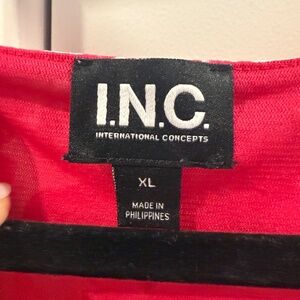 I.N.C.
INTERNATIONAL CONCEPTS
XL
MADE IN
PHILIPPINES